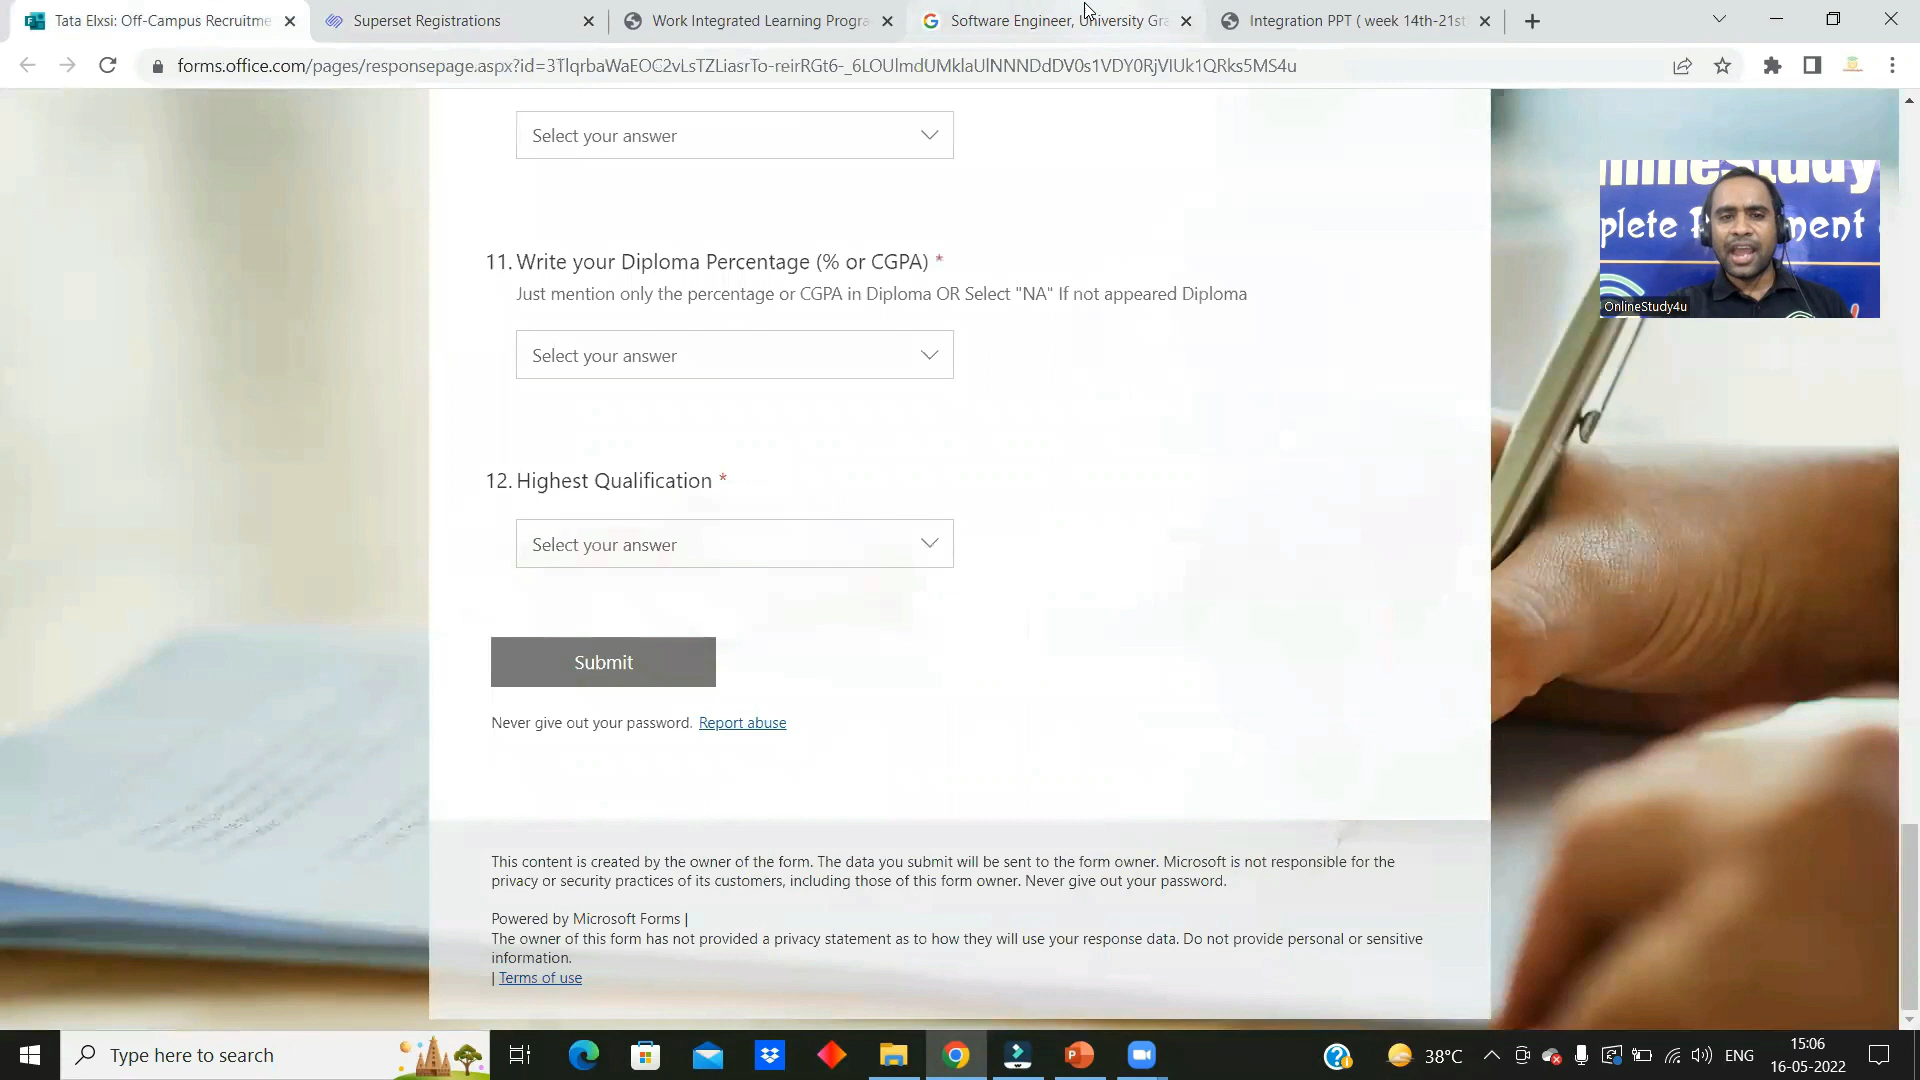 Tata Elxsi: Off-Campus Recruitme
Superset Registrations
Work Integrated Learning Progra
Software Engineer, University Gra
Integration PPT ( week 14th-21st
forms.office.com/pages/responsepage.aspx?id=3TlqrbaWaEOC2vLsTZLiasrTo-reirRGt6-_6LOUlmdUMklaUlNNNDdDV0s1VDY0RjVIUk1QRks5MS4u
Select your answer
11. Write your Diploma Percentage (% or CGPA) *
Just mention only the percentage or CGPA in Diploma OR Select "NA" If not appeared Diploma
Select your answer
12. Highest Qualification *
Select your answer
Submit
Never give out your password. Report abuse
This content is created by the owner of the form. The data you submit will be sent to the form owner. Microsoft is not responsible for the
privacy or security practices of its customers, including those of this form owner. Never give out your password.
Powered by Microsoft Forms |
The owner of this form has not provided a privacy statement as to how they will use your response data. Do not provide personal or sensitive
information.
| Terms of use
OnlineStudy4u
Type here to search
38°C
ENG
15:06
16-05-2022